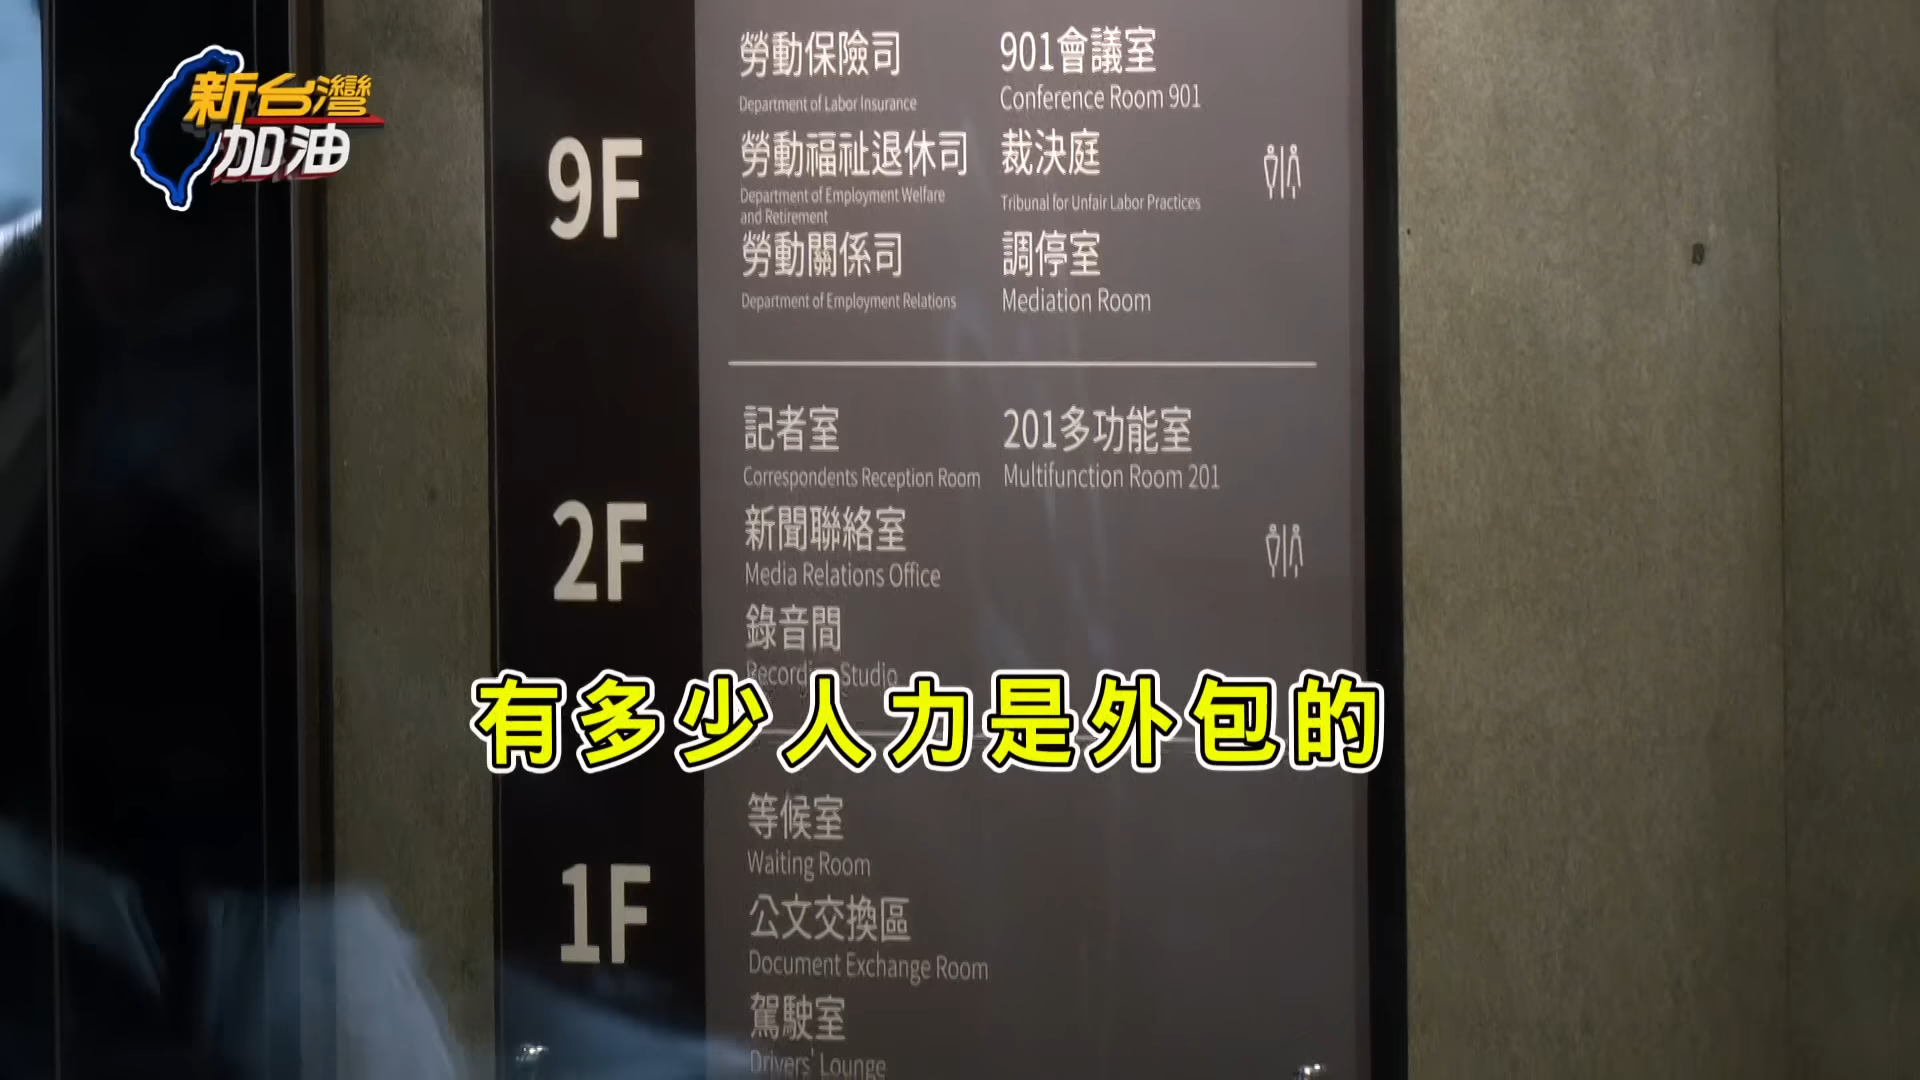 新台灣
加油
9F
勞動保險司
Department of Labor Insurance
勞動福祉退休司
Department of Employment Welfare
and Retirement
勞動關係司
Department of Employment Relations
901會議室
Conference Room 901
裁決庭
Tribunal for Unfair Labor Practices
調停室
Mediation Room
2F
記者室
Correspondents Reception Room
新聞聯絡室
Media Relations Office
錄音間
Recording Studio
201多功能室
Multifunction Room 201
有多少人力是外包的
1F
等候室
Waiting Room
公文交換區
Document Exchange Room
駕駛室
Drivers' Lounge